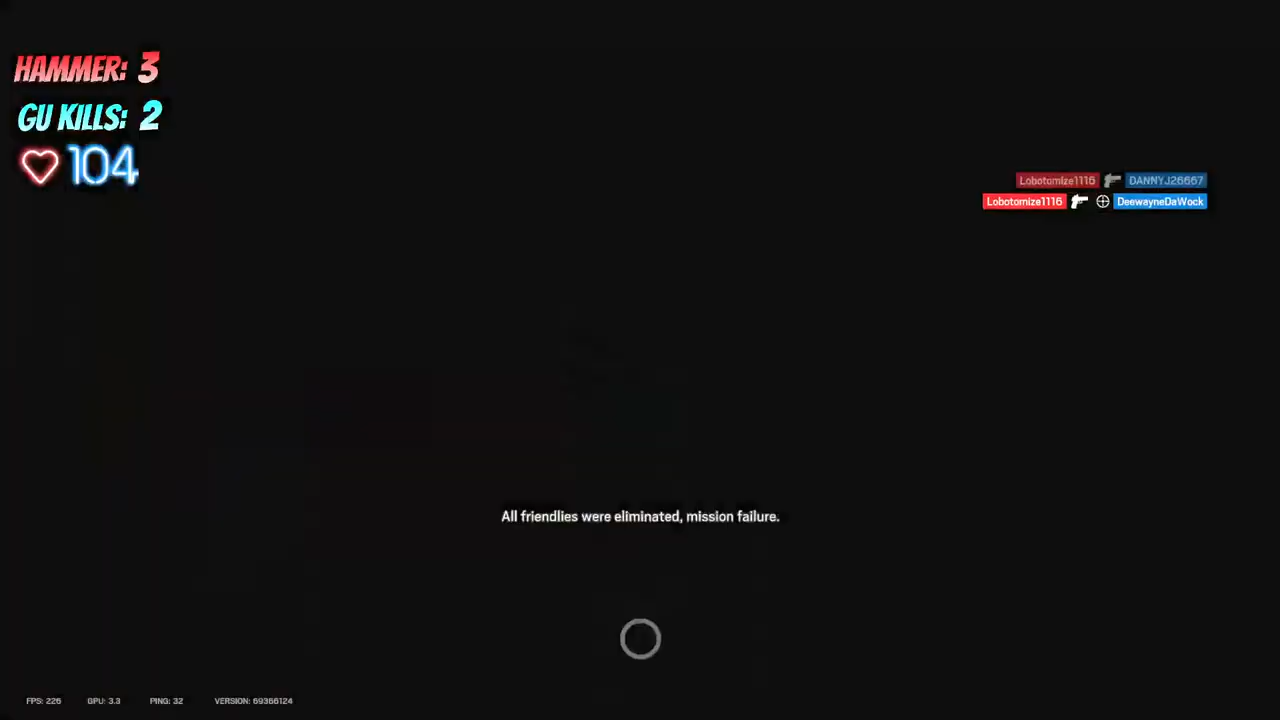 HAMMER: 3
GU KILLS: 2
104
Lobotomize1116 DANNYJ26667
Lobotomize1116 DeewayneDaWock
All friendlies were eliminated, mission failure.
FPS: 226 GPU: 3.3 PING: 32 VERSION: 69366124